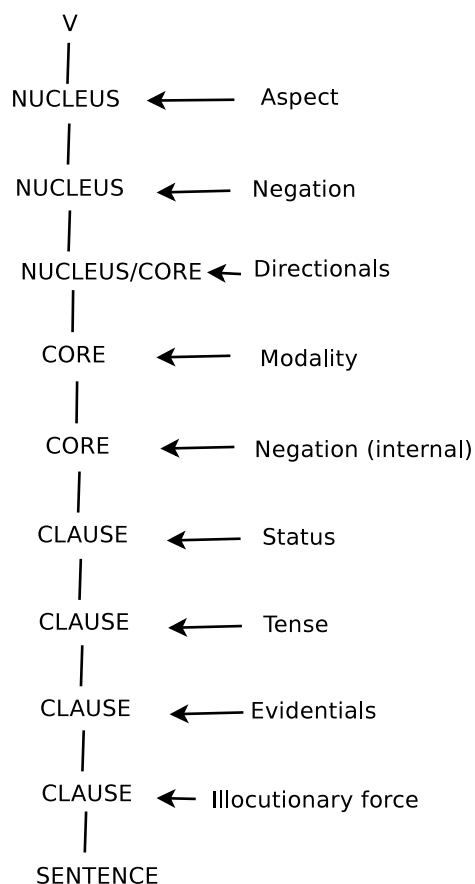 V
NUCLEUS Aspect
NUCLEUS Negation
NUCLEUS/CORE Directionals
CORE Modality
CORE Negation (internal)
CLAUSE Status
CLAUSE Tense
CLAUSE Evidentials
CLAUSE Illocutionary force
SENTENCE